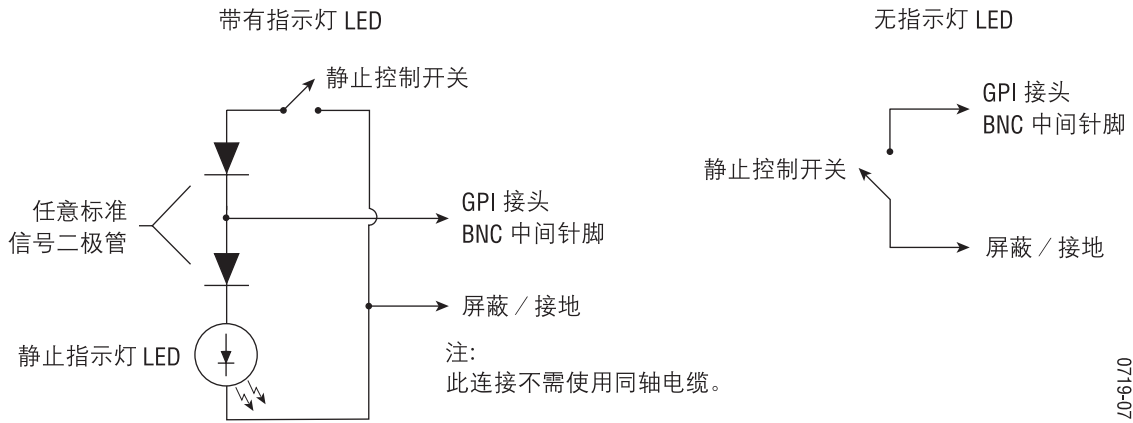 带有指示灯 LED
无指示灯 LED
静止控制开关
GPI 接头
BNC 中间针脚
静止控制开关
任意标准
信号二极管
GPI 接头
BNC 中间针脚
屏蔽 / 接地
屏蔽 / 接地
静止指示灯 LED
注:
此连接不需使用同轴电缆。
0719-07